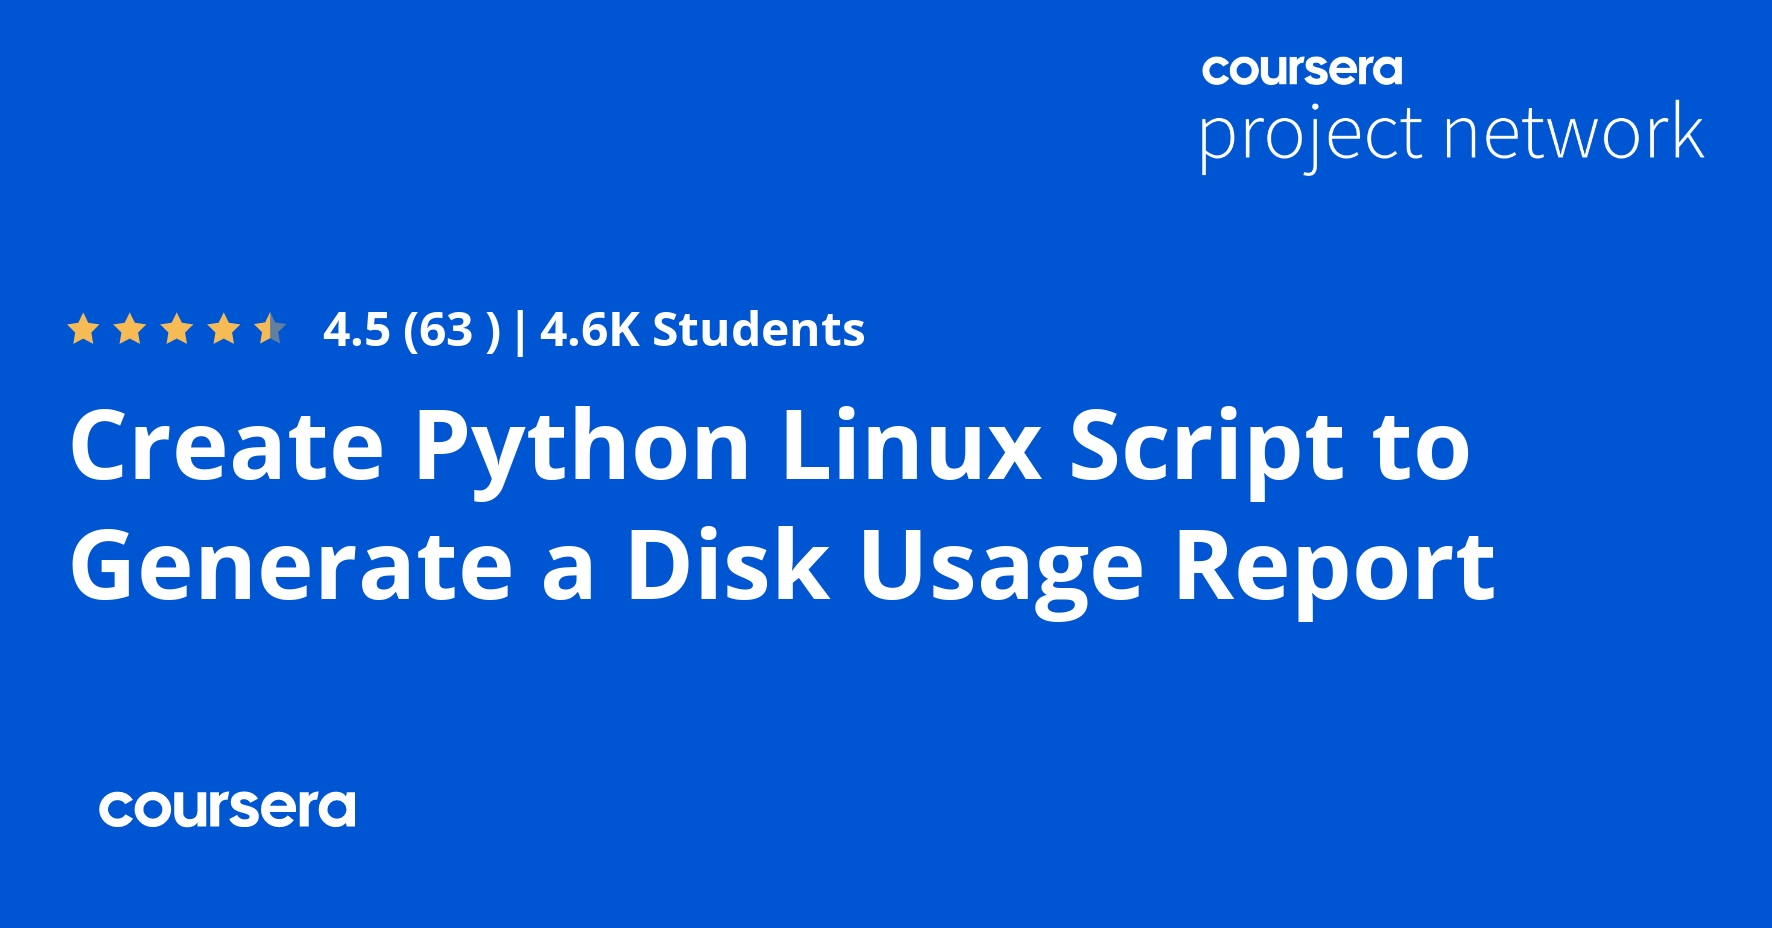 coursera
project network
4.5 (63 ) | 4.6K Students
Create Python Linux Script to
Generate a Disk Usage Report
coursera